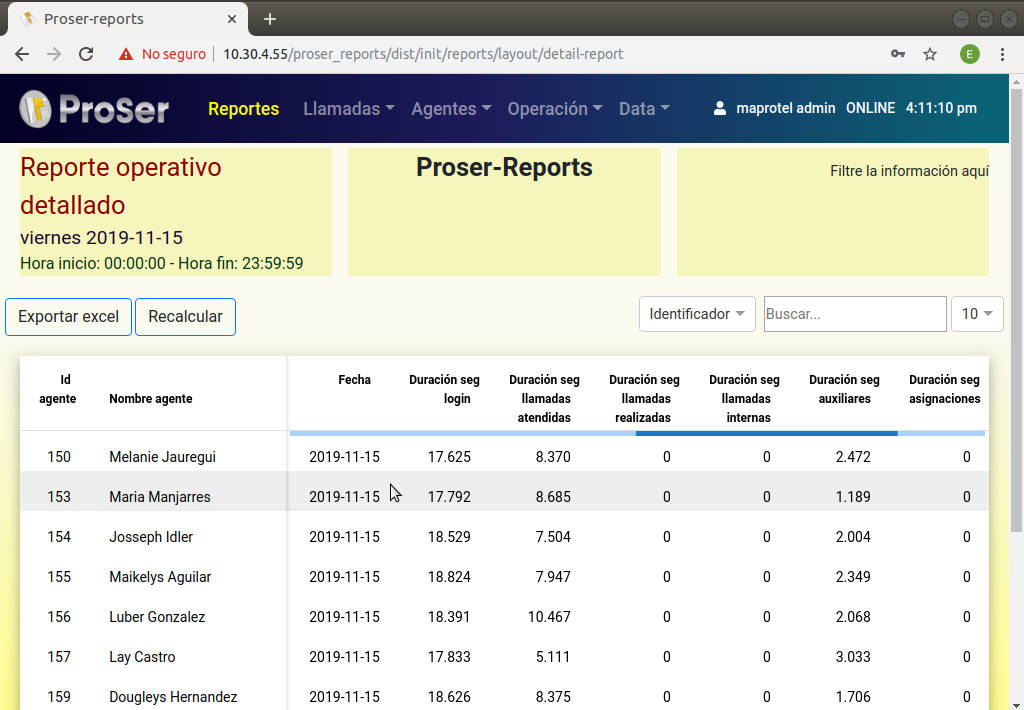 Proser-reports
No seguro
10.30.4.55/proser_reports/dist/init/reports/layout/detail-report
E
ProSer
Reportes
Llamadas
Agentes
Operación
Data
maprotel admin ONLINE 4:11:10 pm
Reporte operativo
detallado
viernes 2019-11-15
Hora inicio: 00:00:00 - Hora fin: 23:59:59
Proser-Reports
Filtre la información aquí
Exportar excel
Recalcular
Identificador
Buscar...
10
Id agente Nombre agente Fecha Duración seg login Duración seg llamadas atendidas Duración seg llamadas realizadas Duración seg llamadas internas Duración seg auxiliares Duración seg asignaciones
150 Melanie Jauregui 2019-11-15 17.625 8.370 0 0 2.472 0
153 Maria Manjarres 2019-11-15 17.792 8.685 0 0 1.189 0
154 Josseph Idler 2019-11-15 18.529 7.504 0 0 2.004 0
155 Maikelys Aguilar 2019-11-15 18.824 7.947 0 0 2.349 0
156 Luber Gonzalez 2019-11-15 18.391 10.467 0 0 2.068 0
157 Lay Castro 2019-11-15 17.833 5.111 0 0 3.033 0
159 Dougleys Hernandez 2019-11-15 18.626 8.375 0 0 1.706 0